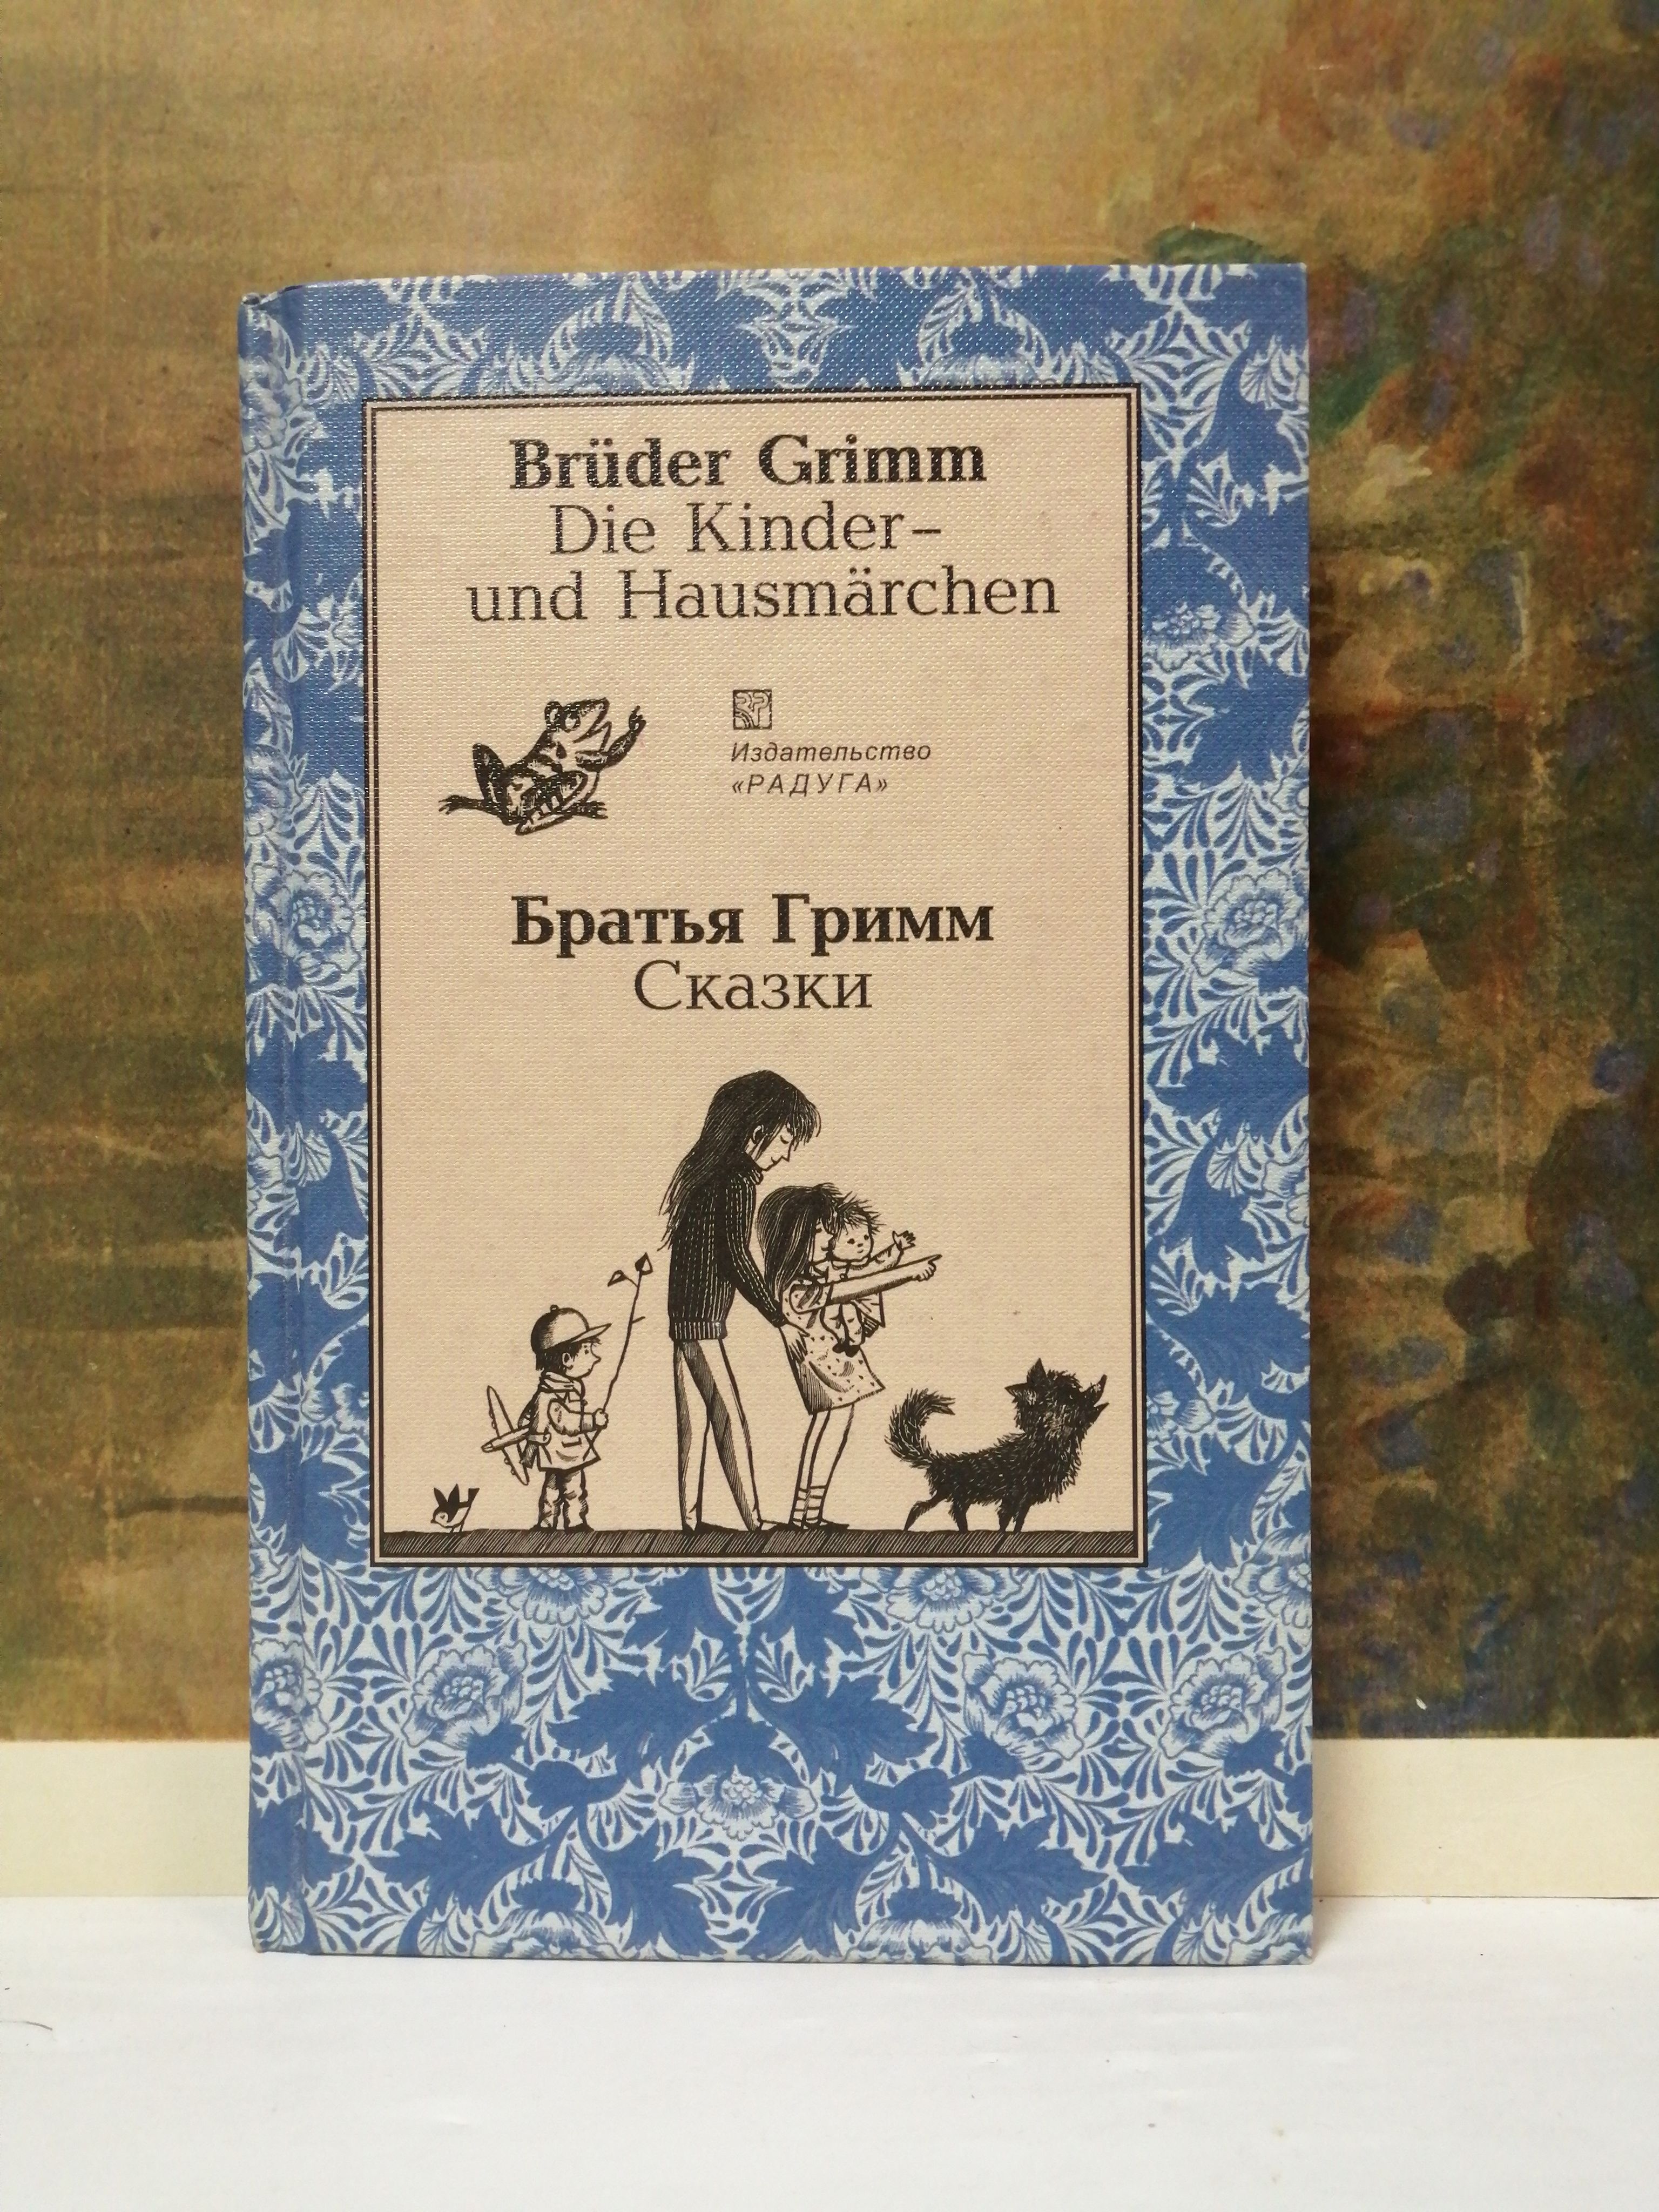 Brüder Grimm
Die Kinder-
und Hausmärchen
Издательство
«РАДУГА»
Братья Гримм
Сказки